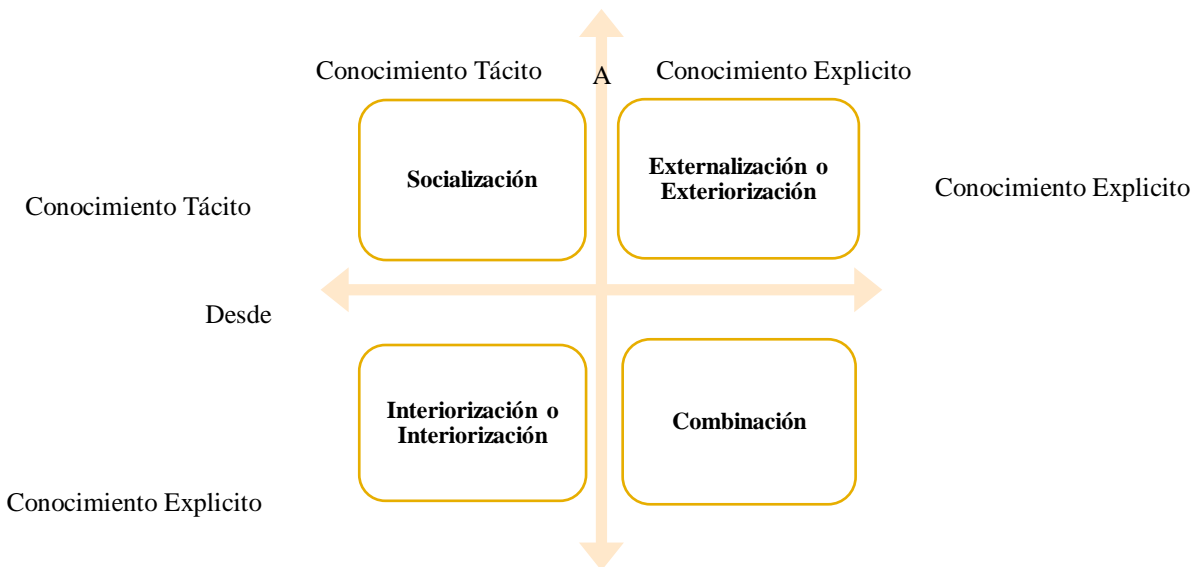 Conocimiento Tácito
A
Conocimiento Explicito
Socialización
Externalización o
Exteriorización
Conocimiento Tácito
Conocimiento Explicito
Desde
Interiorización o
Interiorización
Combinación
Conocimiento Explicito